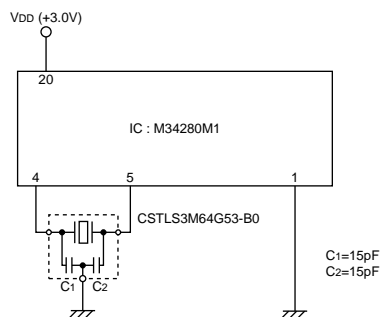 VDD (+3.0V)
20
IC : M34280M1
4
5
1
CSTLS3M64G53-B0
C1
C2
C1=15pF
C2=15pF